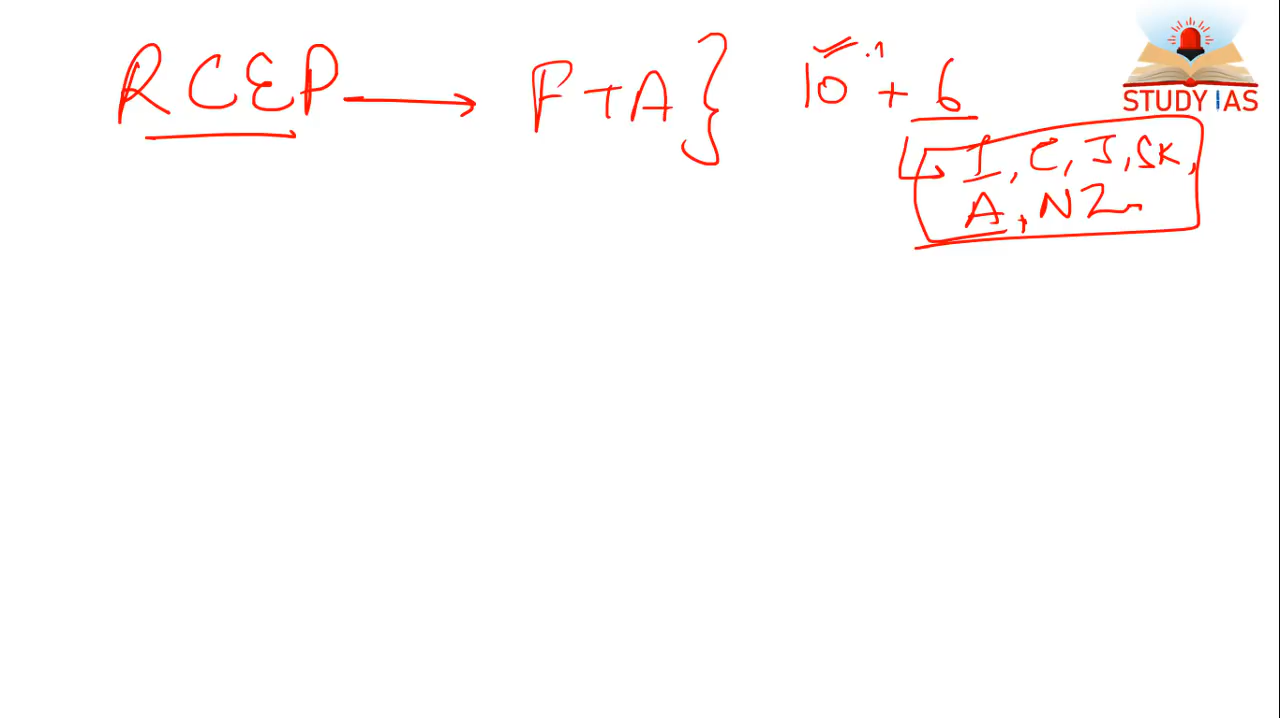 RCEP → FTA } 10 + 6
I, C, J, SK,
A, NZ
STUDY IAS